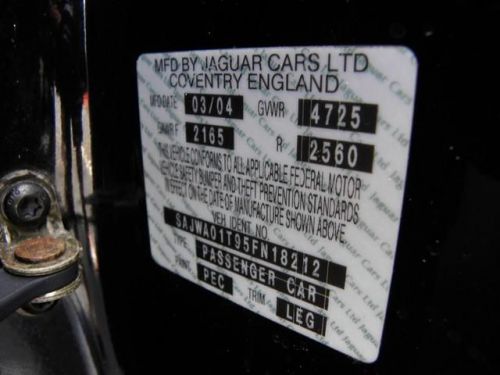 MFD BY JAGUAR CARS LTD
COVENTRY ENGLAND
MFD DATE 03/04 GVWR 4725
GAWR F 2165 R 2560
THIS VEHICLE CONFORMS TO ALL APPLICABLE FEDERAL MOTOR
VEHICLE SAFETY BUMPER AND THEFT PREVENTION STANDARDS
IN EFFECT ON THE DATE OF MANUFACTURE SHOWN ABOVE.
VEH IDENT NO.
SAJWA01T95FN18212
TYPE PASSENGER CAR
PAINT PEC TRIM LEG